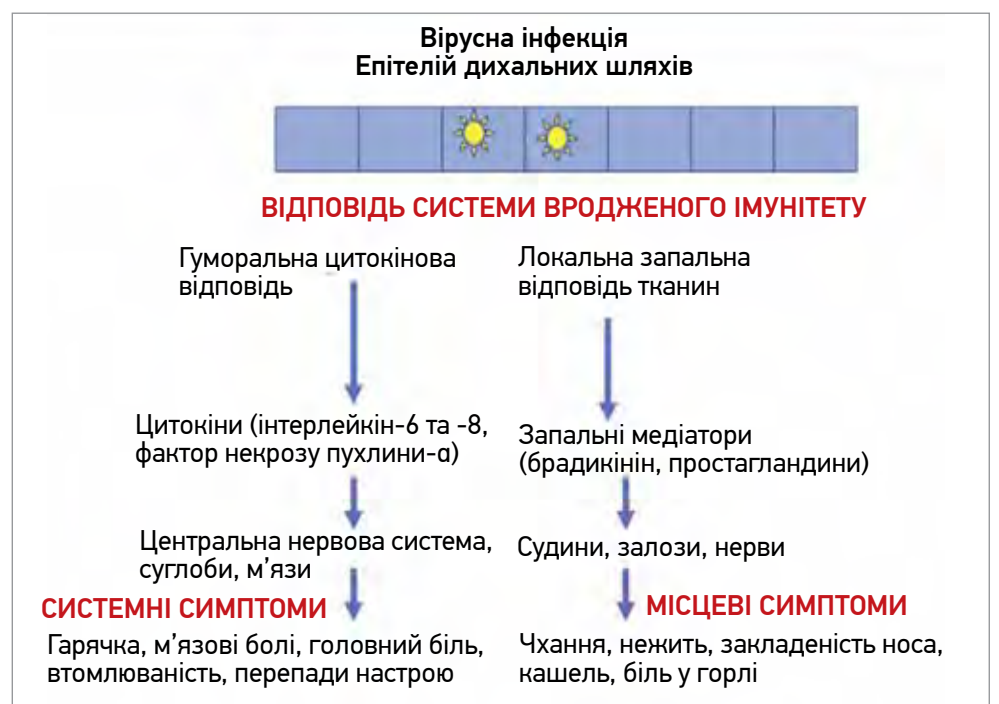 Вірусна інфекція
Епітелій дихальних шляхів
ВІДПОВІДЬ СИСТЕМИ ВРОДЖЕНОГО ІМУНІТЕТУ
Гуморальна цитокінова
відповідь
Локальна запальна
відповідь тканин
Цитокіни (інтерлейкін-6 та -8,
фактор некрозу пухлини-α)
Запальні медіатори
(брадикінін, простагландини)
Центральна нервова система,
суглоби, м’язи
Судини, залози, нерви
СИСТЕМНІ СИМПТОМИ
МІСЦЕВІ СИМПТОМИ
Гарячка, м’язові болі, головний біль,
втомлюваність, перепади настрою
Чхання, нежить, закладеність носа,
кашель, біль у горлі